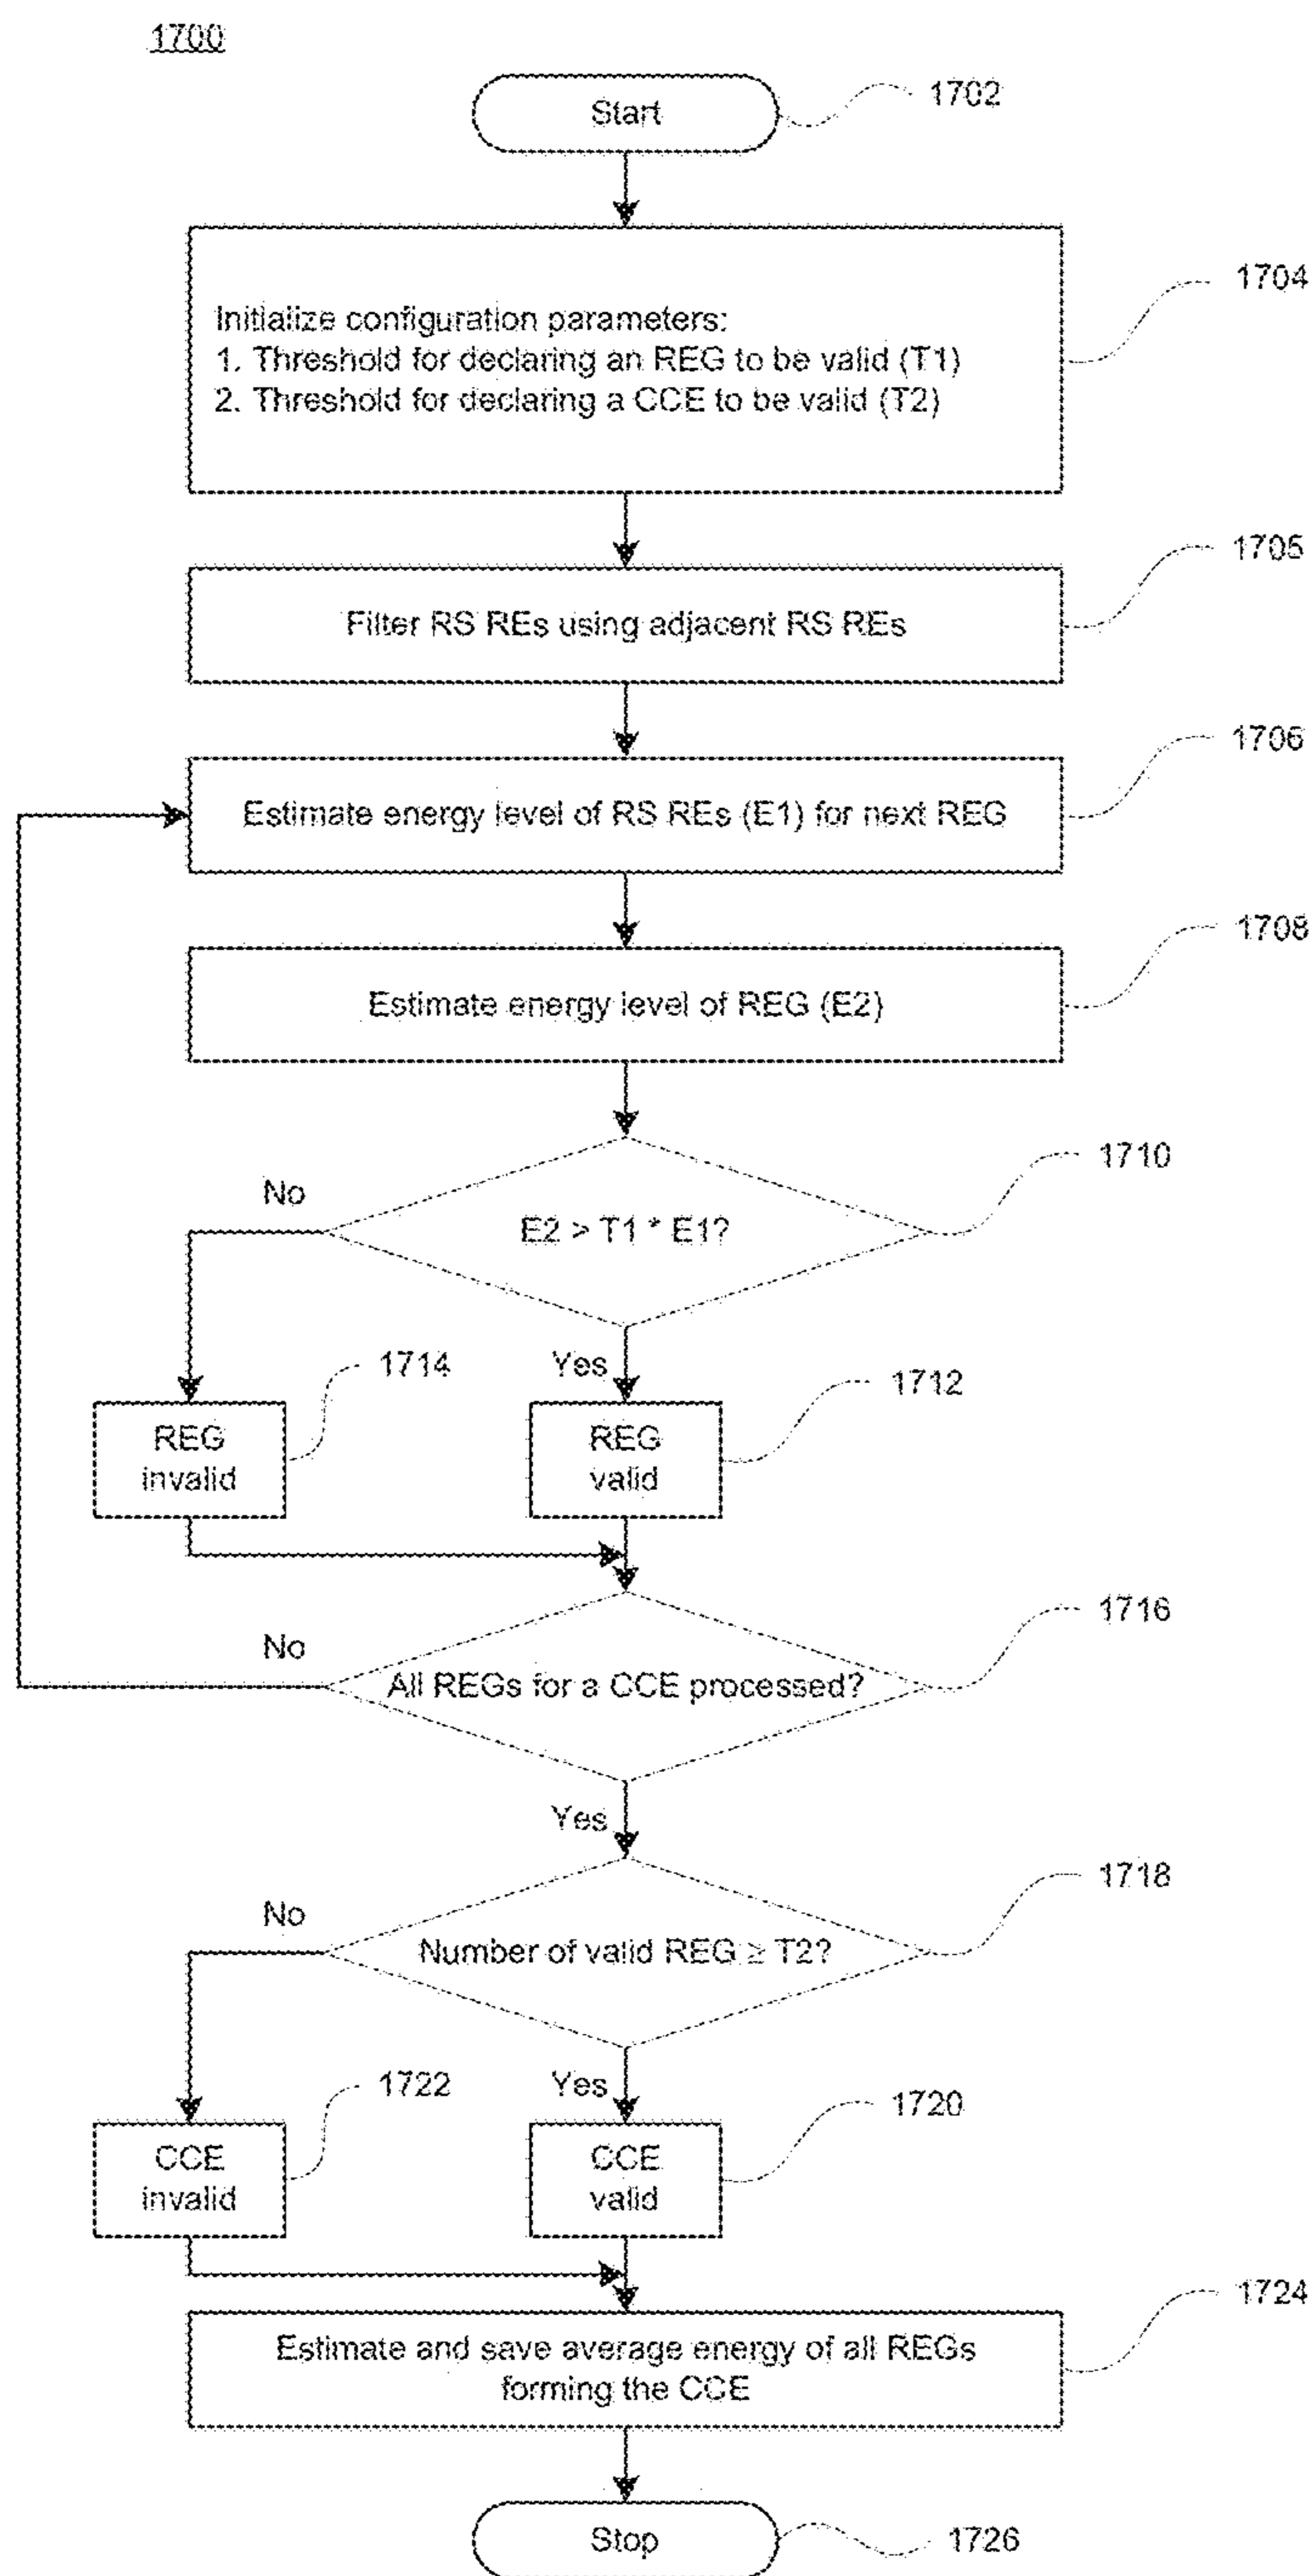 1700
Start
1702
Initialize configuration parameters:
1. Threshold for declaring an REG to be valid (T1)
2. Threshold for declaring a CCE to be valid (T2)
1704
Filter RS REs using adjacent RS REs
1705
Estimate energy level of RS REs (E1) for next REG
1706
Estimate energy level of REG (E2)
1708
E2 > T1 * E1?
1710
No
Yes
REG
invalid
1714
REG
valid
1712
All REGs for a CCE processed?
1716
No
Yes
Number of valid REG ≥ T2?
1718
No
Yes
CCE
invalid
1722
CCE
valid
1720
Estimate and save average energy of all REGs
forming the CCE
1724
Stop
1726